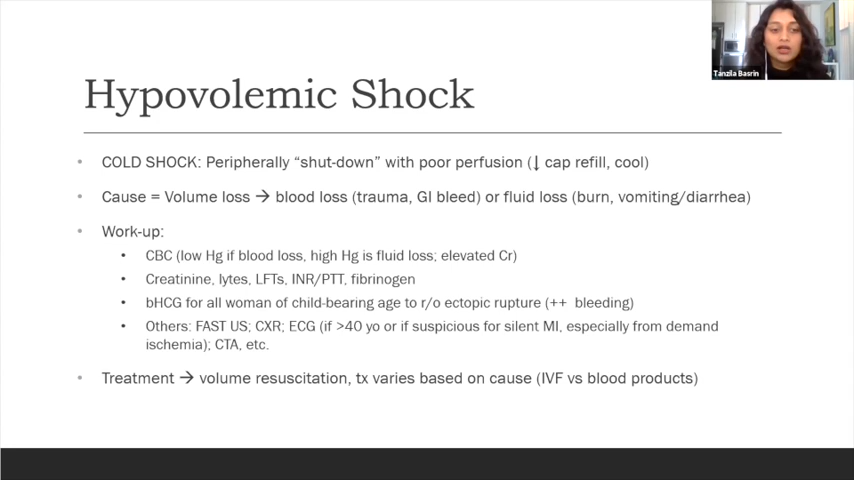 Tanzila Basrin
Hypovolemic Shock
• COLD SHOCK: Peripherally “shut-down” with poor perfusion (↓ cap refill, cool)
• Cause = Volume loss → blood loss (trauma, GI bleed) or fluid loss (burn, vomiting/diarrhea)
• Work-up:
• CBC (low Hg if blood loss, high Hg is fluid loss; elevated Cr)
• Creatinine, lytes, LFTs, INR/PTT, fibrinogen
• bHCG for all woman of child-bearing age to r/o ectopic rupture (++ bleeding)
• Others: FAST US; CXR; ECG (if >40 yo or if suspicious for silent MI, especially from demand
ischemia); CTA, etc.
• Treatment → volume resuscitation, tx varies based on cause (IVF vs blood products)